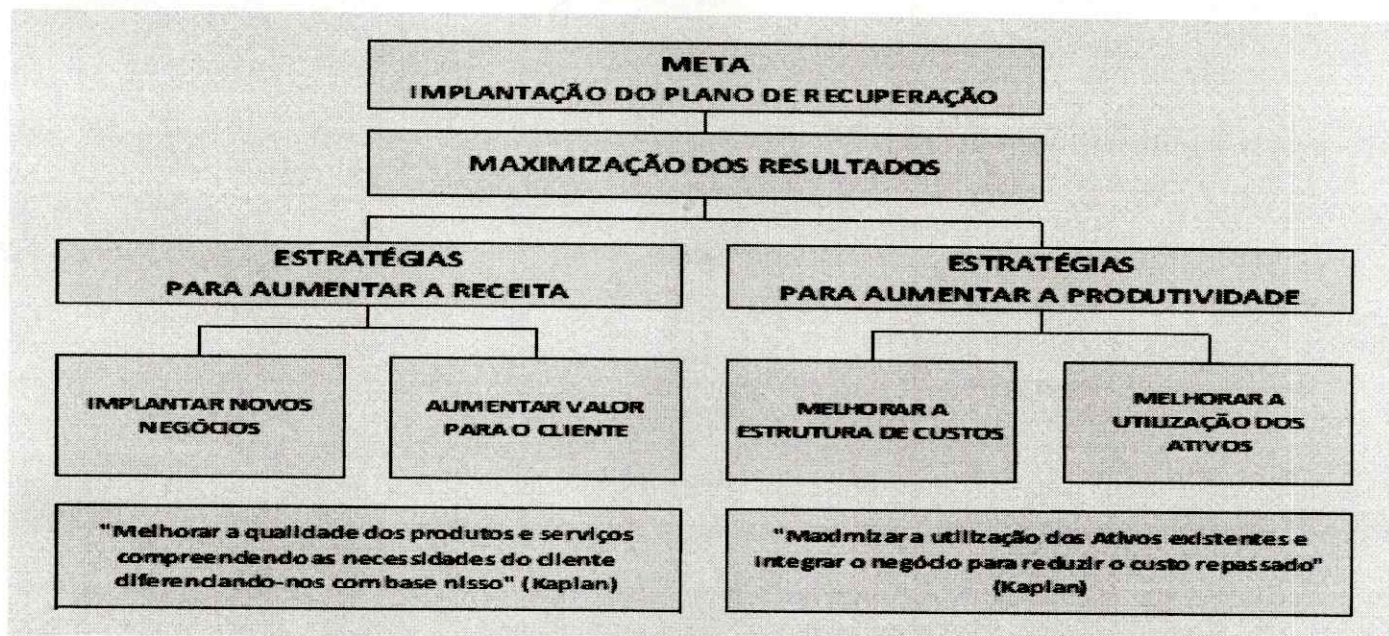 META
IMPLANTAÇÃO DO PLANO DE RECUPERAÇÃO
MAXIMIZAÇÃO DOS RESULTADOS
ESTRATÉGIAS
PARA AUMENTAR A RECEITA
ESTRATÉGIAS
PARA AUMENTAR A PRODUTIVIDADE
IMPLANTAR NOVOS
NEGÓCIOS
AUMENTAR VALOR
PARA O CLIENTE
MELHORAR A
ESTRUTURA DE CUSTOS
MELHORAR A
UTILIZAÇÃO DOS
ATIVOS
"Melhorar a qualidade dos produtos e serviços
compreendendo as necessidades do cliente
diferenciando-nos com base nisso" (Kaplan)
"Maximizar a utilização dos Ativos existentes e
integrar o negócio para reduzir o custo repassado"
(Kaplan)